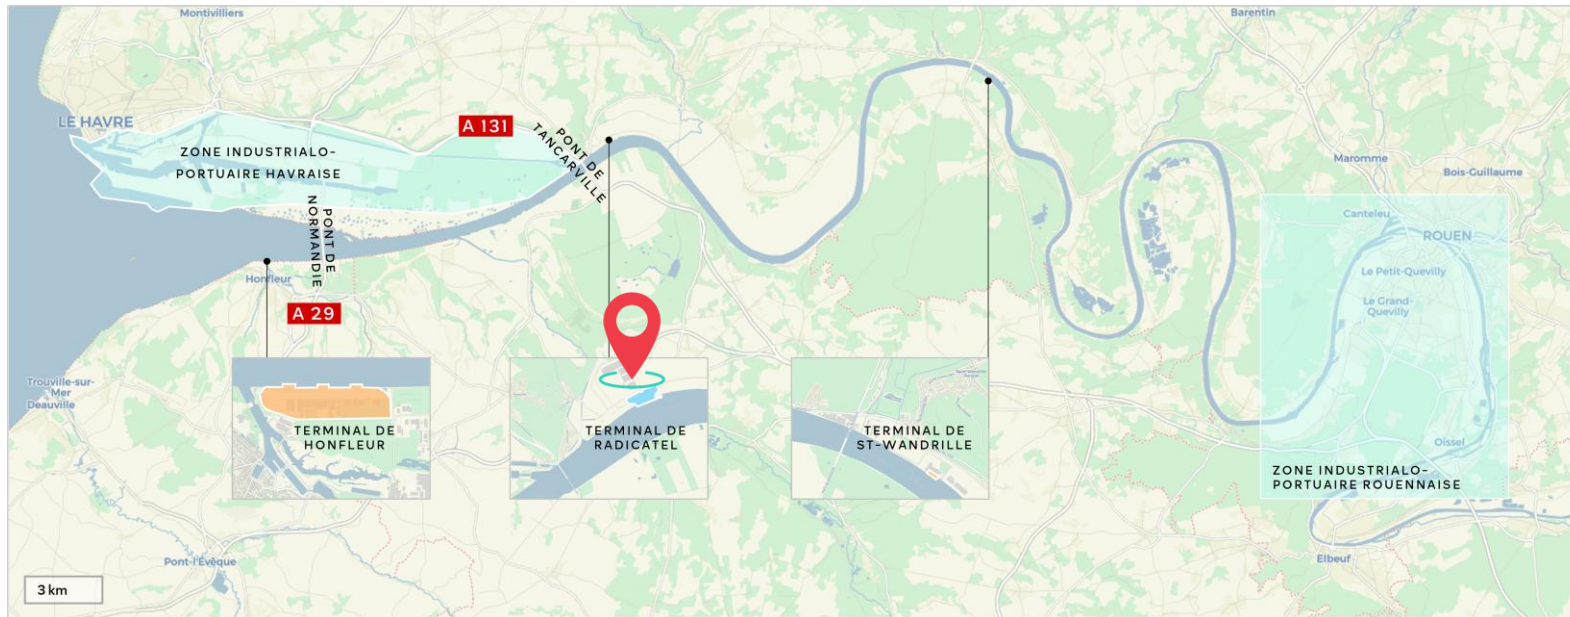 Montivilliers
Barentin
LE HAVRE
A 131
PONT DE
TANCARVILLE
ZONE INDUSTRIALO-
PORTUAIRE HAVRAISE
Maromme
Bois-Guillaume
PONT DE
NORMANDIE
Canteleu
ROUEN
Honfleur
Le Petit-Quevilly
A 29
Le Grand-
Quevilly
Trouville-sur-
Mer
Deauville
TERMINAL DE
HONFLEUR
TERMINAL DE
RADICATEL
TERMINAL DE
ST-WANDRILLE
Oissel
ZONE INDUSTRIALO-
PORTUAIRE ROUENNAISE
Pont-l'Évêque
Elbeuf
3 km